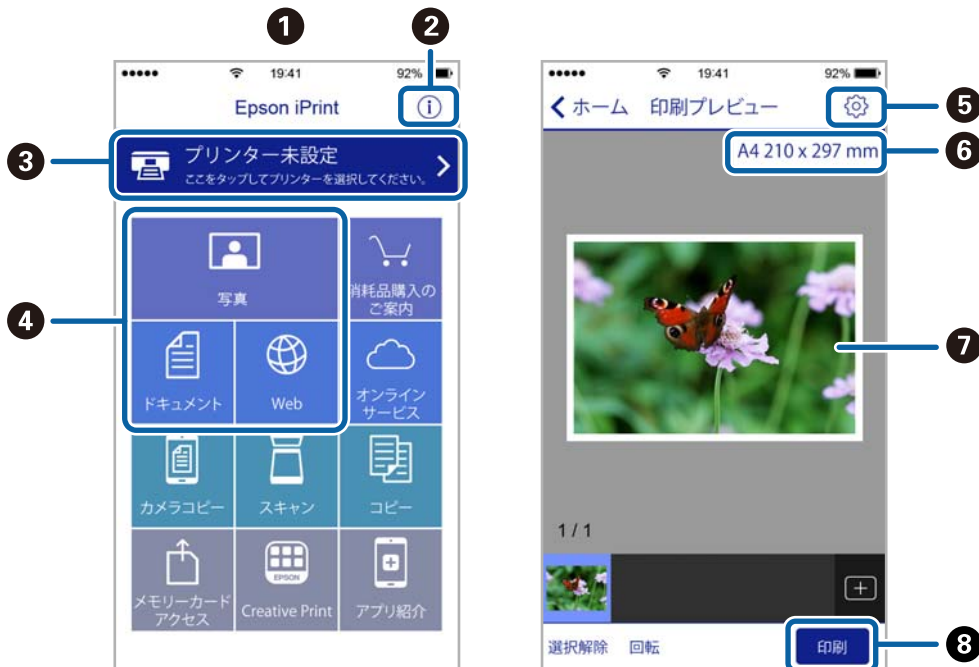 1
2
19:41
92%
Epson iPrint
3
プリンター未設定
ここをタップしてプリンターを選択してください。
4
写真
消耗品購入の
ご案内
ドキュメント
Web
オンライン
サービス
カメラコピー
スキャン
コピー
メモリーカード
アクセス
EPSON
Creative Print
アプリ紹介
19:41
92%
ホーム
印刷プレビュー
5
A4 210 x 297 mm
6
7
1 / 1
選択解除
回転
印刷
8